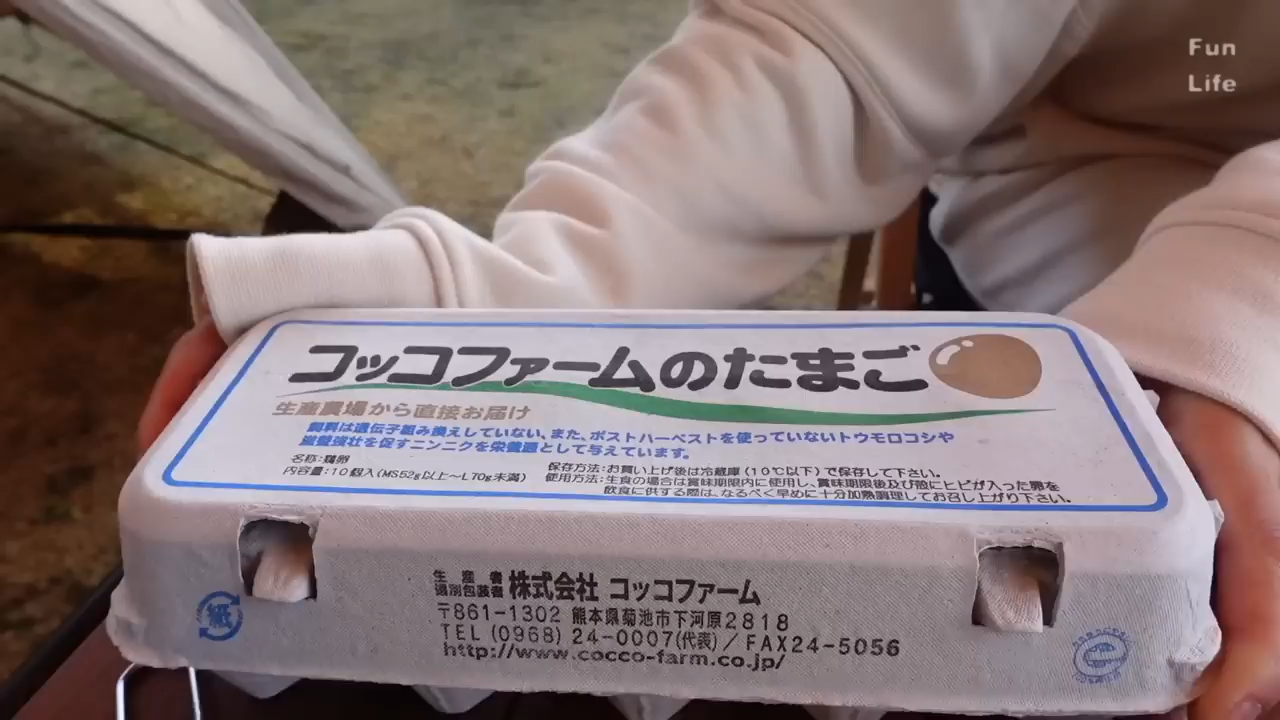 Fun
Life
コッコファームのたまご
生産農場から直接お届け
飼料は遺伝子組み換えしていない、また、ポストハーベストを使っていないトウモロコシや
滋養強壮を促すニンニクを栄養源として与えています。
名称:鶏卵
内容量:10個入(MS52g以上〜L70g未満)
保存方法:お買い上げ後は冷蔵庫(10℃以下)で保存して下さい。
使用方法:生食の場合は賞味期限内に使用し、賞味期限後及び殻にヒビが入った卵を
飲食に供する際は、なるべく早めに十分加熱調理してお召し上がり下さい。
生産者
選別包装者 株式会社 コッコファーム
〒861-1302 熊本県菊池市下河原2818
TEL (0968) 24-0007(代表)/FAX24-5056
http://www.cocco-farm.co.jp/
紙
e